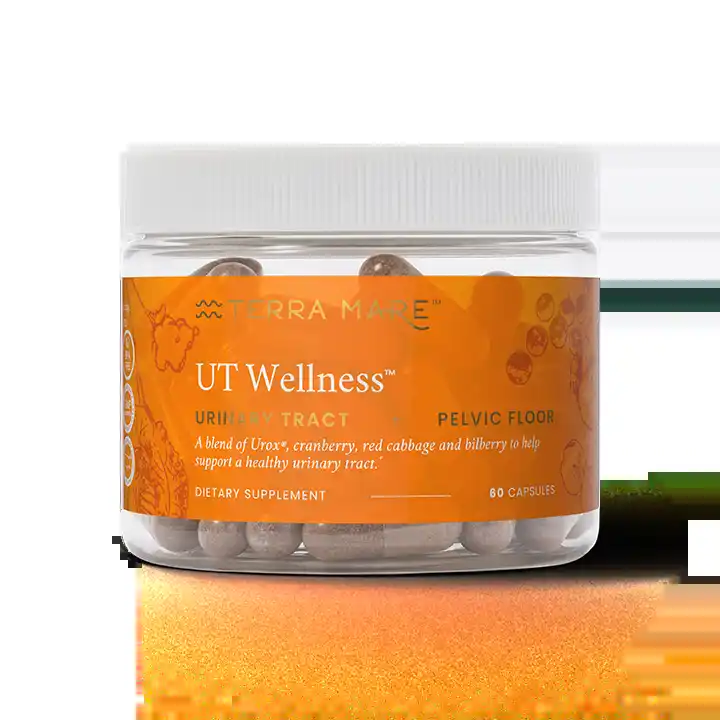 TERRA MARE™
UT Wellness™
URINARY TRACT PELVIC FLOOR
A blend of Urox®, cranberry, red cabbage and bilberry to help
support a healthy urinary tract.*
DIETARY SUPPLEMENT 60 CAPSULES